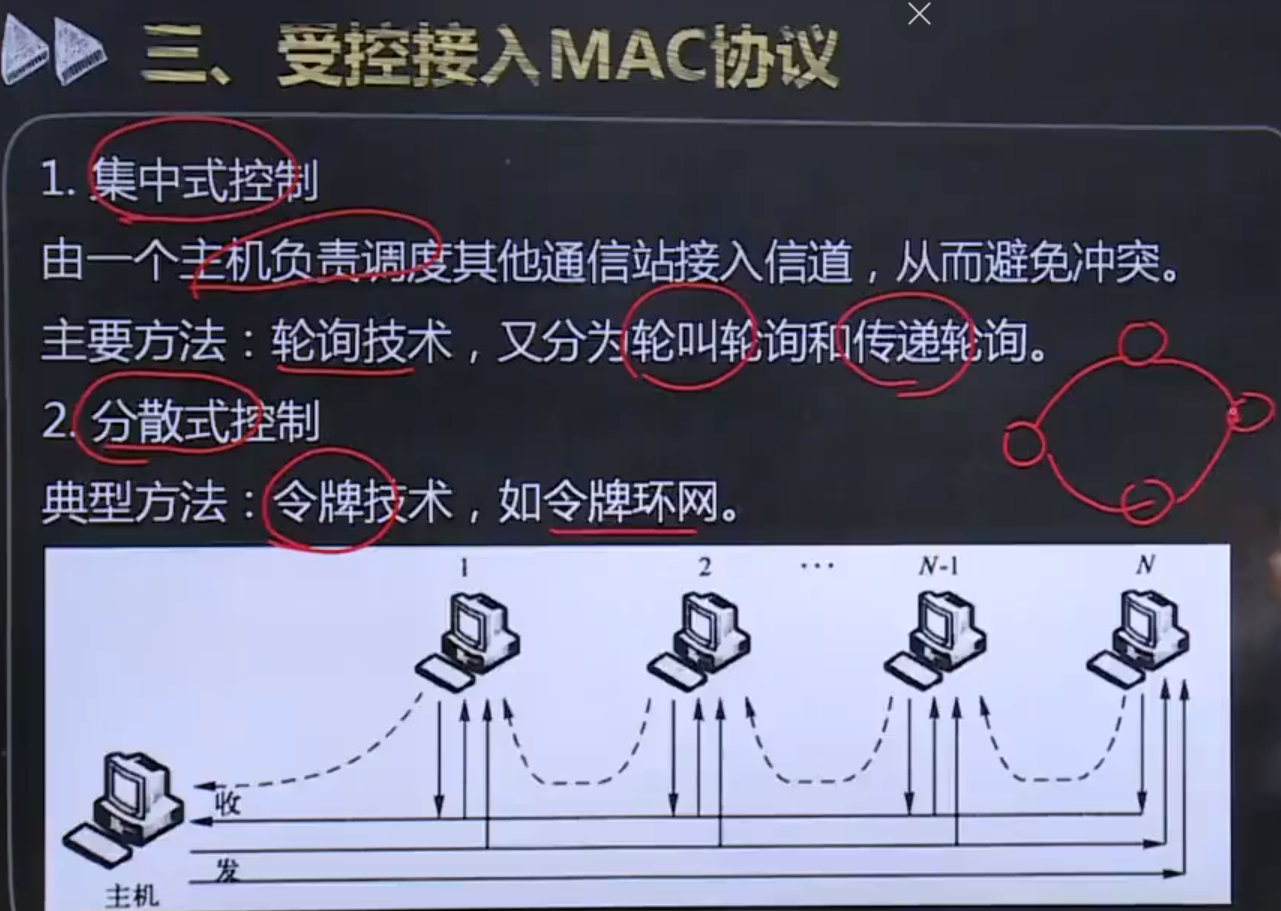 三、受控接入MAC协议
1. 集中式控制
由一个主机负责调度其他通信站接入信道，从而避免冲突。
主要方法：轮询技术，又分为轮叫轮询和传递轮询。
2. 分散式控制
典型方法：令牌技术，如令牌环网。
1 2 … N-1 N
收
发
主机